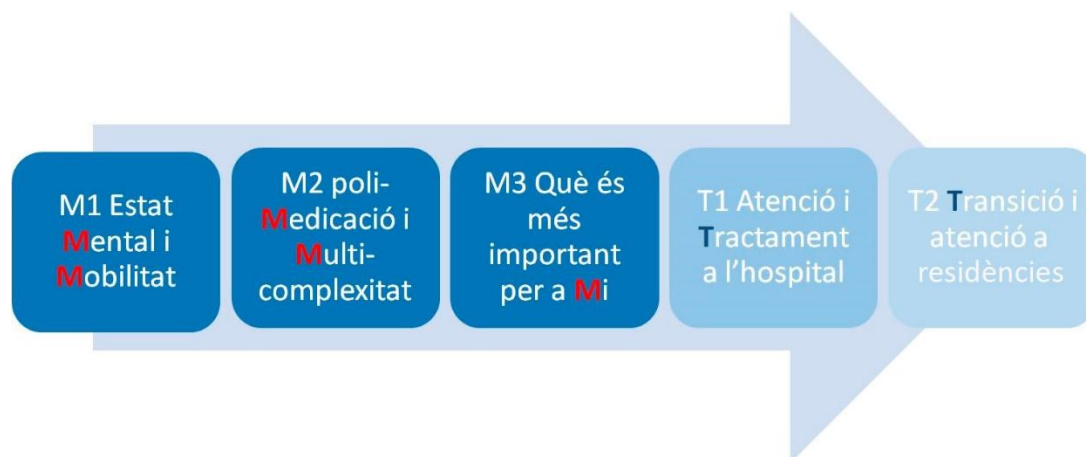 M1 Estat
Mental i
Mobilitat
M2 poli-
Medicació i
Multi-
complexitat
M3 Què és
més
important
per a Mi
T1 Atenció i
Tractament
a l’hospital
T2 Transició i
atenció a
residències